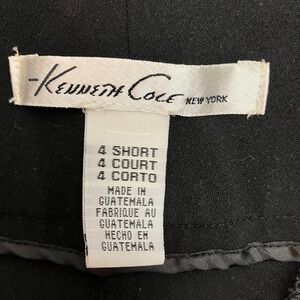 -KENNETH COLE NEW YORK
4 SHORT
4 COURT
4 CORTO
MADE IN
GUATEMALA
FABRIQUE AU
GUATEMALA
HECHO EN
GUATEMALA